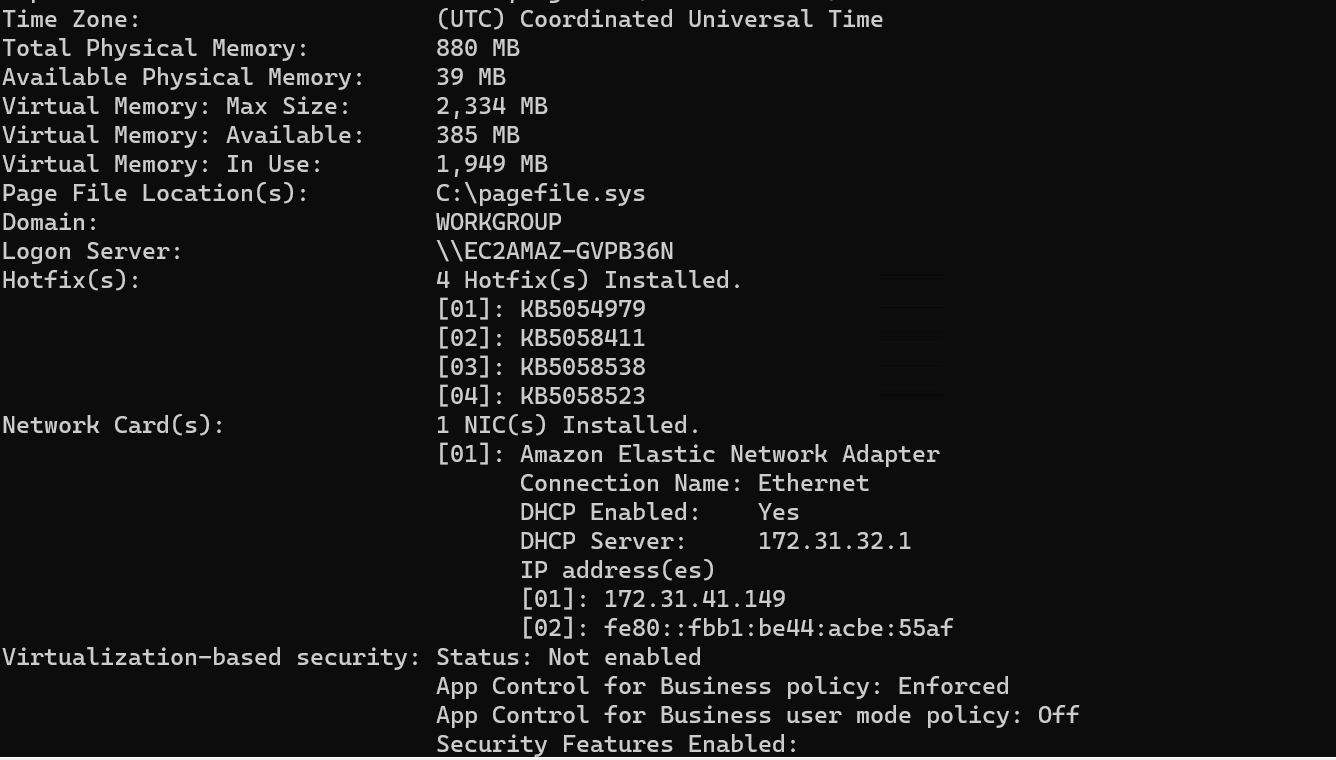 Time Zone:                     (UTC) Coordinated Universal Time
Total Physical Memory:         880 MB
Available Physical Memory:     39 MB
Virtual Memory: Max Size:      2,334 MB
Virtual Memory: Available:     385 MB
Virtual Memory: In Use:        1,949 MB
Page File Location(s):         C:\pagefile.sys
Domain:                        WORKGROUP
Logon Server:                  \\EC2AMAZ-GVPB36N
Hotfix(s):                     4 Hotfix(s) Installed.
                               [01]: KB5054979
                               [02]: KB5058411
                               [03]: KB5058538
                               [04]: KB5058523
Network Card(s):               1 NIC(s) Installed.
                               [01]: Amazon Elastic Network Adapter
                                     Connection Name: Ethernet
                                     DHCP Enabled:    Yes
                                     DHCP Server:     172.31.32.1
                                     IP address(es)
                                     [01]: 172.31.41.149
                                     [02]: fe80::fbb1:be44:acbe:55af
Virtualization-based security: Status: Not enabled
                               App Control for Business policy: Enforced
                               App Control for Business user mode policy: Off
                               Security Features Enabled: